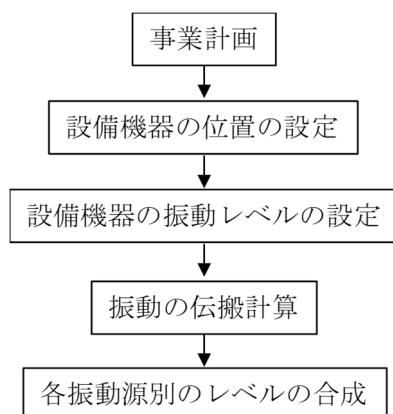 事業計画
設備機器の位置の設定
設備機器の振動レベルの設定
振動の伝搬計算
各振動源別のレベルの合成